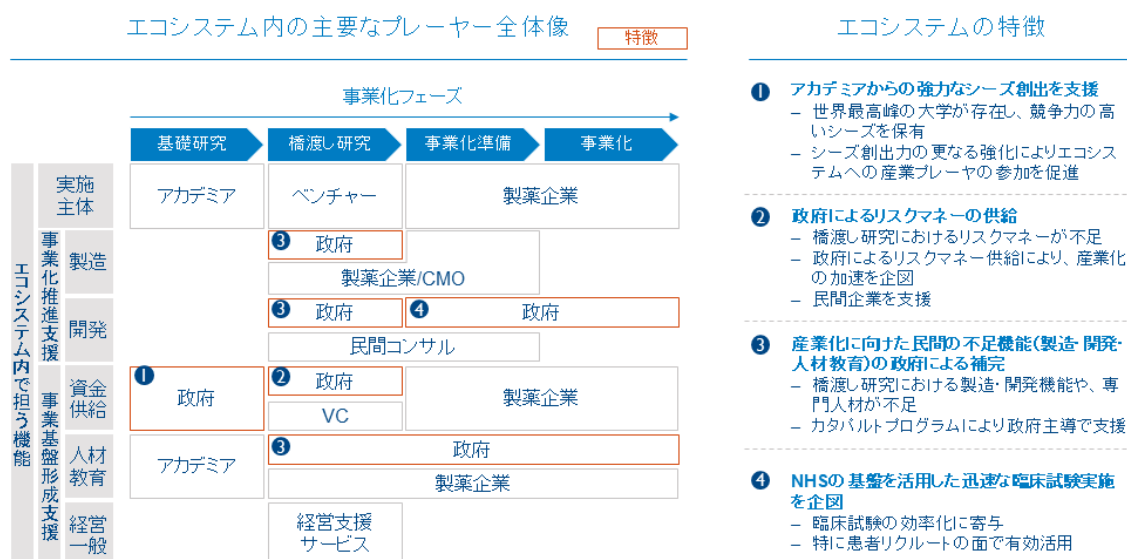 エコシステム内の主要なプレーヤー全体像
特徴
事業化フェーズ
基礎研究
橋渡し研究
事業化準備
事業化
エコシステム内で担う機能
実施
主体
アカデミア
ベンチャー
製薬企業
事業化推進支援
製造
3 政府
製薬企業/CMO
開発
3 政府
4 政府
民間コンサル
事業基盤形成支援
資金
供給
1 政府
2 政府
VC
製薬企業
人材
教育
アカデミア
3 政府
製薬企業
経営
一般
経営支援
サービス
エコシステムの特徴
1 アカデミアからの強力なシーズ創出を支援
– 世界最高峰の大学が存在し、競争力の高
いシーズを保有
– シーズ創出力の更なる強化によりエコシス
テムへの産業プレーヤの参加を促進
2 政府によるリスクマネーの供給
– 橋渡し研究におけるリスクマネーが不足
– 政府によるリスクマネー供給により、産業化
の加速を企図
– 民間企業を支援
3 産業化に向けた民間の不足機能(製造・開発・
人材教育)の政府による補完
– 橋渡し研究における製造・開発機能や、専
門人材が不足
– カタパルトプログラムにより政府主導で支援
4 NHSの基盤を活用した迅速な臨床試験実施
を企図
– 臨床試験の効率化に寄与
– 特に患者リクルートの面で有効活用